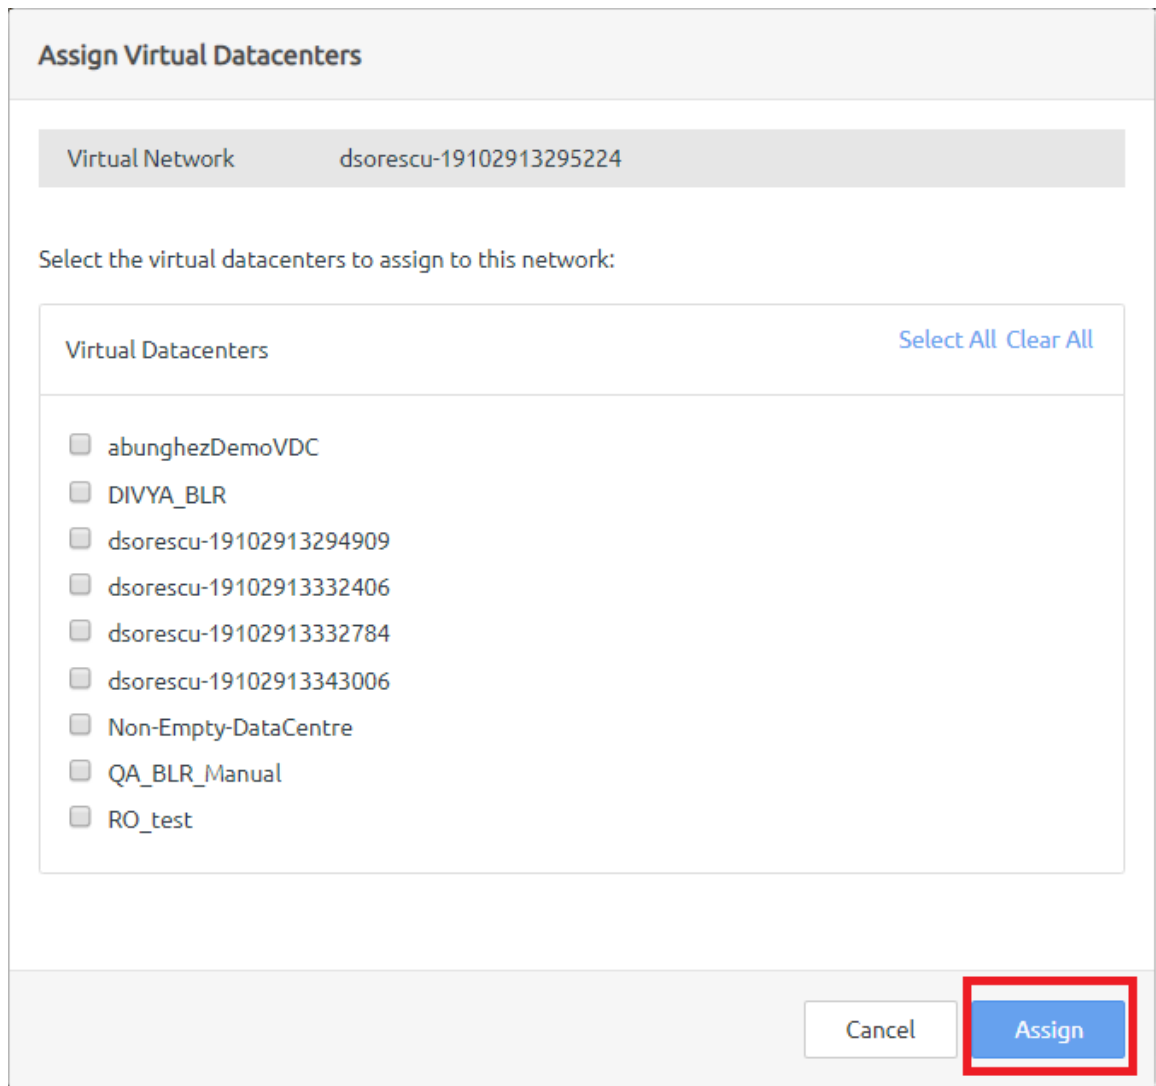 Assign Virtual Datacenters
Virtual Network dsorescu-19102913295224
Select the virtual datacenters to assign to this network:
Virtual Datacenters Select All Clear All
abunghezDemoVDC
DIVYA_BLR
dsorescu-19102913294909
dsorescu-19102913332406
dsorescu-19102913332784
dsorescu-19102913343006
Non-Empty-DataCentre
QA_BLR_Manual
RO_test
Cancel Assign